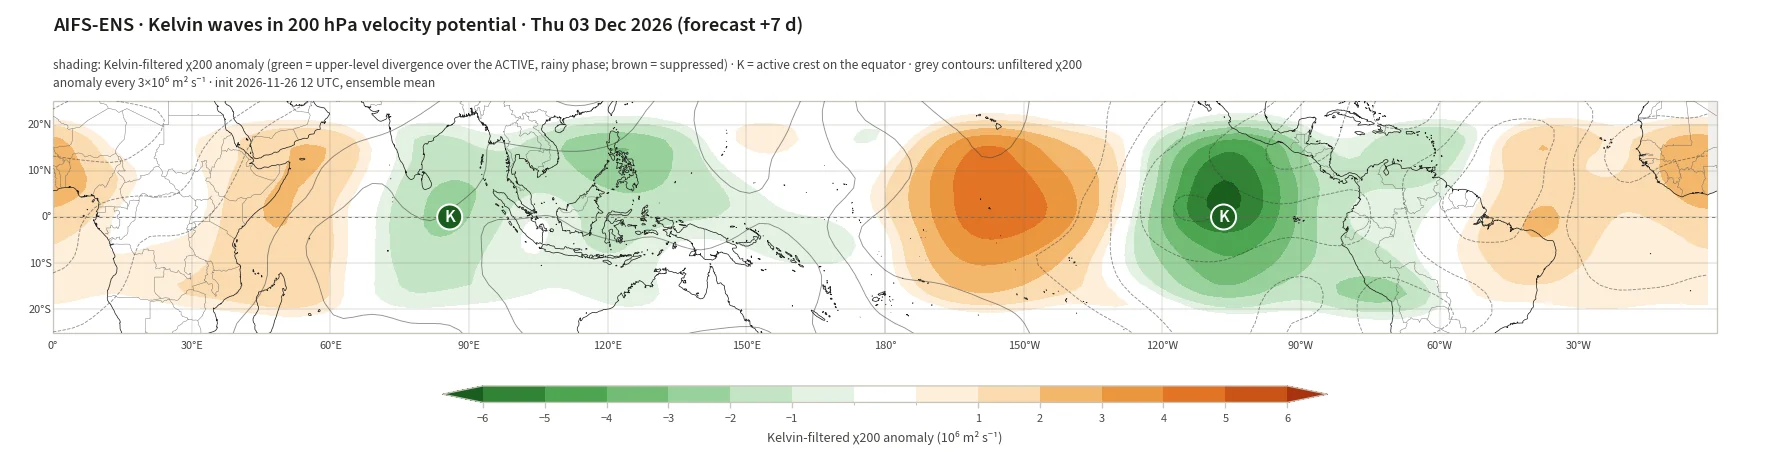 AIFS-ENS · Kelvin waves in 200 hPa velocity potential · Thu 03 Dec 2026 (forecast +7 d)
shading: Kelvin-filtered χ200 anomaly (green = upper-level divergence over the ACTIVE, rainy phase; brown = suppressed) · K = active crest on the equator · grey contours: unfiltered χ200
anomaly every 3×10⁶ m² s⁻¹ · init 2026-11-26 12 UTC, ensemble mean
20°N
10°N
0°
10°S
20°S
K
K
0°
30°E
60°E
90°E
120°E
150°E
180°
150°W
120°W
90°W
60°W
30°W
−6
−5
−4
−3
−2
−1
1
2
3
4
5
6
Kelvin-filtered χ200 anomaly (10⁶ m² s⁻¹)